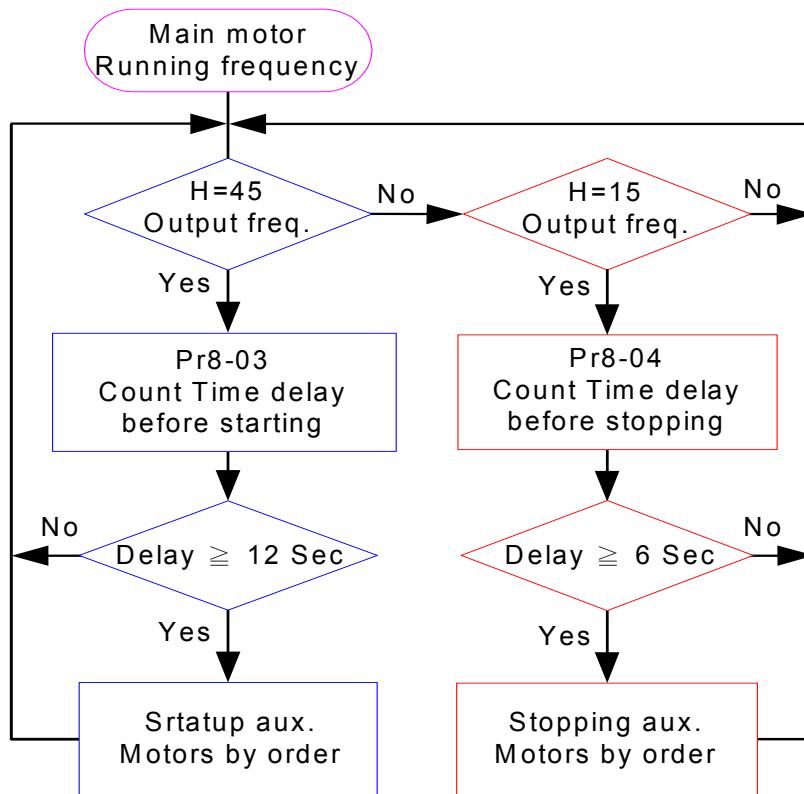 Main motor
Running frequency
H=45
Output freq.
No
H=15
Output freq.
No
Yes
Yes
Pr8-03
Count Time delay
before starting
Pr8-04
Count Time delay
before stopping
No
Delay ≧ 12 Sec
Delay ≧ 6 Sec
No
Yes
Yes
Srtatup aux.
Motors by order
Stopping aux.
Motors by order